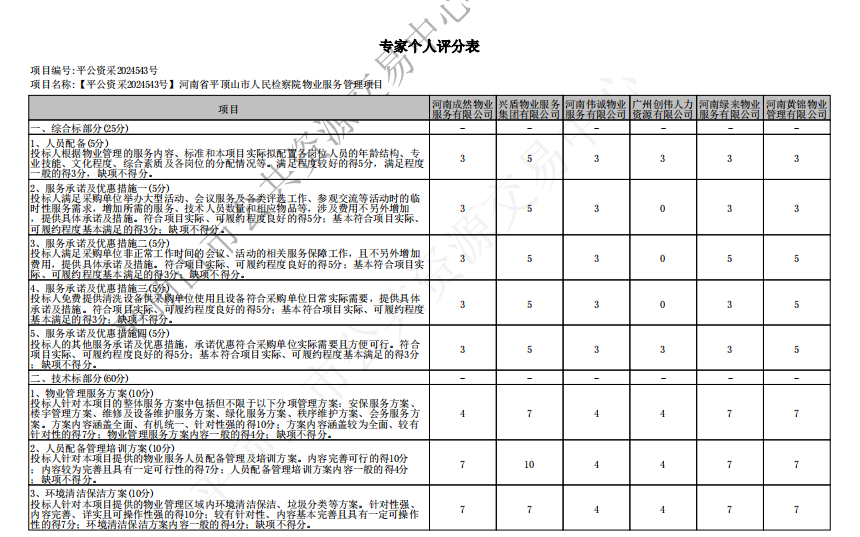 专家个人评分表
项目编号:平公资采2024543号
项目名称:【平公资采2024543号】河南省平顶山市人民检察院物业服务管理项目
项目 河南成然物业服务有限公司 兴盾物业服务集团有限公司 河南伟诚物业服务有限公司 广州创伟人力资源有限公司 河南绿来物业服务有限公司 河南黄锦物业管理有限公司
一、综合标部分(25分) - - - - - -
1、人员配备(5分)
投标人根据物业管理的服务内容、标准和本项目实际拟配置各岗位人员的年龄结构、专
业技能、文化程度、综合素质及各岗位的分配情况等。满足程度较好的得5分，满足程度
一般的得3分，缺项不得分。
3 5 3 3 3 3
2、服务承诺及优惠措施一(5分)
投标人满足采购单位举办大型活动、会议服务及各类评选工作、参观交流等活动时的临
时性服务需求，增加所需的服务、技术人员数量和相应物品等，涉及费用不另外增加
，提供具体承诺及措施。符合项目实际、可履约程度良好的得5分；基本符合项目实际、
可履约程度基本满足的得3分；缺项不得分。
3 5 3 0 3 3
3、服务承诺及优惠措施二(5分)
投标人满足采购单位非正常工作时间的会议、活动的相关服务保障工作，且不另外增加
费用，提供具体承诺及措施。符合项目实际、可履约程度良好的得5分；基本符合项目实
际、可履约程度基本满足的得3分；缺项不得分。
3 5 3 0 5 5
4、服务承诺及优惠措施三(5分)
投标人免费提供清洗设备供采购单位使用且设备符合采购单位日常实际需要，提供具体
承诺及措施。符合项目实际、可履约程度良好的得5分；基本符合项目实际、可履约程度
基本满足的得3分；缺项不得分。
3 5 3 0 3 5
5、服务承诺及优惠措施四(5分)
投标人的其他服务承诺及优惠措施，承诺优惠符合采购单位实际需要且方便可行。符合
项目实际、可履约程度良好的得5分；基本符合项目实际、可履约程度基本满足的得3分
；缺项不得分。
3 5 3 3 3 5
二、技术标部分(60分) - - - - - -
1、物业管理服务方案(10分)
投标人针对本项目的整体服务方案中包括但不限于以下分项管理方案：安保服务方案、
楼宇管理方案、维修及设备维护服务方案、绿化服务方案、秩序维护方案、会务服务方
案。方案内容涵盖全面、有机统一、针对性强的得10分；方案内容涵盖较为全面、较有
针对性的得7分；物业管理服务方案内容一般的得4分；缺项不得分。
4 7 4 4 7 7
2、人员配备管理培训方案(10分)
投标人针对本项目提供的物业服务人员配备管理及培训方案。内容完善可行的得10分
；内容较为完善且具有一定可行性的得7分；人员配备管理培训方案内容一般的得4分
；缺项不得分。
7 10 4 4 7 7
3、环境清洁保洁方案(10分)
投标人针对本项目提供的物业管理区域内环境清洁保洁、垃圾分类等方案。针对性强、
内容完善、详实且可操作性强的得10分；较有针对性、内容基本完善且具有一定可操作
性的得7分；环境清洁保洁方案内容一般的得4分；缺项不得分。
7 7 4 4 7 7